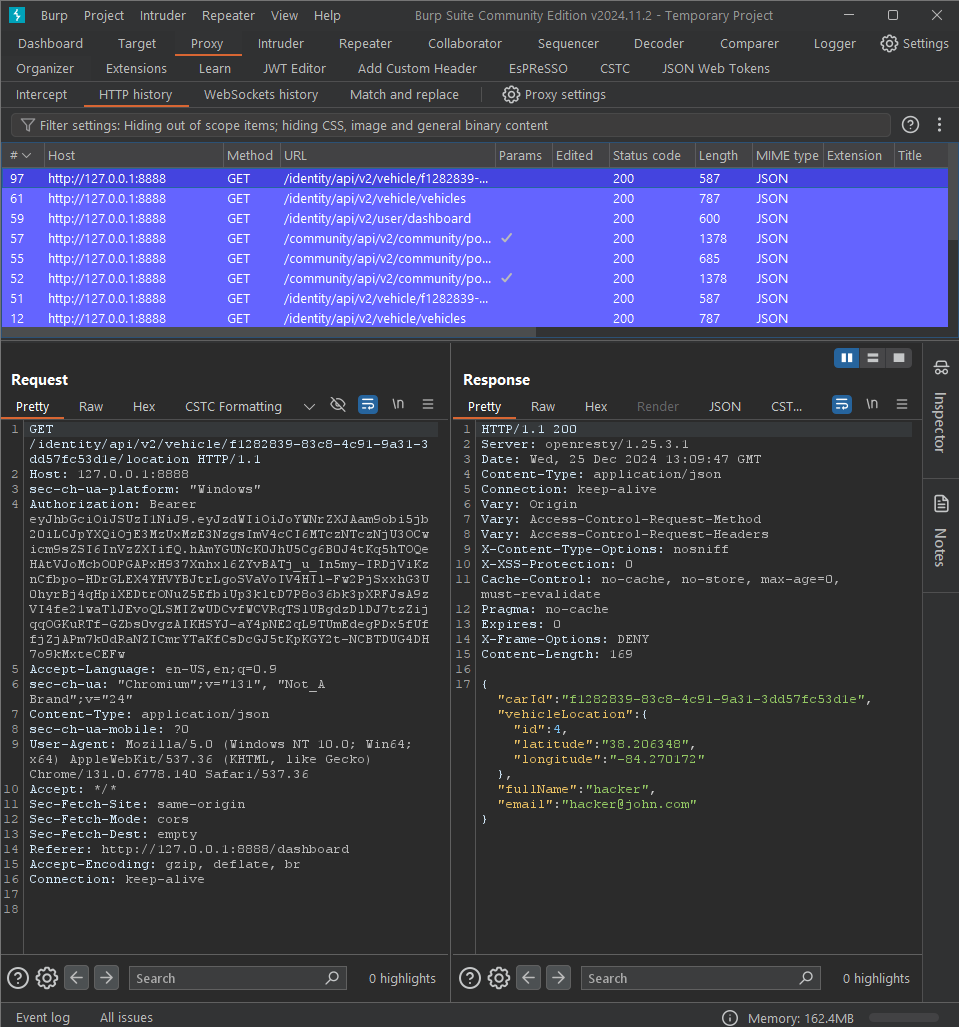 Burp Project Intruder Repeater View Help Burp Suite Community Edition v2024.11.2 - Temporary Project
Dashboard Target Proxy Intruder Repeater Collaborator Sequencer Decoder Comparer Logger Settings
Organizer Extensions Learn JWT Editor Add Custom Header EsPReSSO CSTC JSON Web Tokens
Intercept HTTP history WebSockets history Match and replace Proxy settings
Filter settings: Hiding out of scope items; hiding CSS, image and general binary content
# Host Method URL Params Edited Status code Length MIME type Extension Title
97 http://127.0.0.1:8888 GET /identity/api/v2/vehicle/f1282839-... 200 587 JSON
61 http://127.0.0.1:8888 GET /identity/api/v2/vehicle/vehicles 200 787 JSON
59 http://127.0.0.1:8888 GET /identity/api/v2/user/dashboard 200 600 JSON
57 http://127.0.0.1:8888 GET /community/api/v2/community/po... ✓ 200 1378 JSON
55 http://127.0.0.1:8888 GET /community/api/v2/community/po... 200 685 JSON
52 http://127.0.0.1:8888 GET /community/api/v2/community/po... ✓ 200 1378 JSON
51 http://127.0.0.1:8888 GET /identity/api/v2/vehicle/f1282839-... 200 587 JSON
12 http://127.0.0.1:8888 GET /identity/api/v2/vehicle/vehicles 200 787 JSON
Request
Pretty Raw Hex CSTC Formatting \n
1 GET
/identity/api/v2/vehicle/f1282839-83c8-4c91-9a31-3
dd57fc53d1e/location HTTP/1.1
2 Host: 127.0.0.1:8888
3 sec-ch-ua-platform: "Windows"
4 Authorization: Bearer
5 Accept-Language: en-US,en;q=0.9
6 sec-ch-ua: "Chromium";v="131", "Not_A
Brand";v="24"
7 Content-Type: application/json
8 sec-ch-ua-mobile: ?0
9 User-Agent: Mozilla/5.0 (Windows NT 10.0; Win64;
x64) AppleWebKit/537.36 (KHTML, like Gecko)
Chrome/131.0.6778.140 Safari/537.36
10 Accept: */*
11 Sec-Fetch-Site: same-origin
12 Sec-Fetch-Mode: cors
13 Sec-Fetch-Dest: empty
14 Referer: http://127.0.0.1:8888/dashboard
15 Accept-Encoding: gzip, deflate, br
16 Connection: keep-alive
17
18
Search 0 highlights
Response
Pretty Raw Hex Render JSON CST... \n
1 HTTP/1.1 200
2 Server: openresty/1.25.3.1
3 Date: Wed, 25 Dec 2024 13:09:47 GMT
4 Content-Type: application/json
5 Connection: keep-alive
6 Vary: Origin
7 Vary: Access-Control-Request-Method
8 Vary: Access-Control-Request-Headers
9 X-Content-Type-Options: nosniff
10 X-XSS-Protection: 0
11 Cache-Control: no-cache, no-store, max-age=0,
must-revalidate
12 Pragma: no-cache
13 Expires: 0
14 X-Frame-Options: DENY
15 Content-Length: 169
16
17 {
"carId":"f1282839-83c8-4c91-9a31-3dd57fc53d1e",
"vehicleLocation":{
"id":4,
"latitude":"38.206348",
"longitude":"-84.270172"
},
"fullName":"hacker",
"email":"hacker@john.com"
}
Search 0 highlights
Inspector
Notes
Event log All issues Memory: 162.4MB